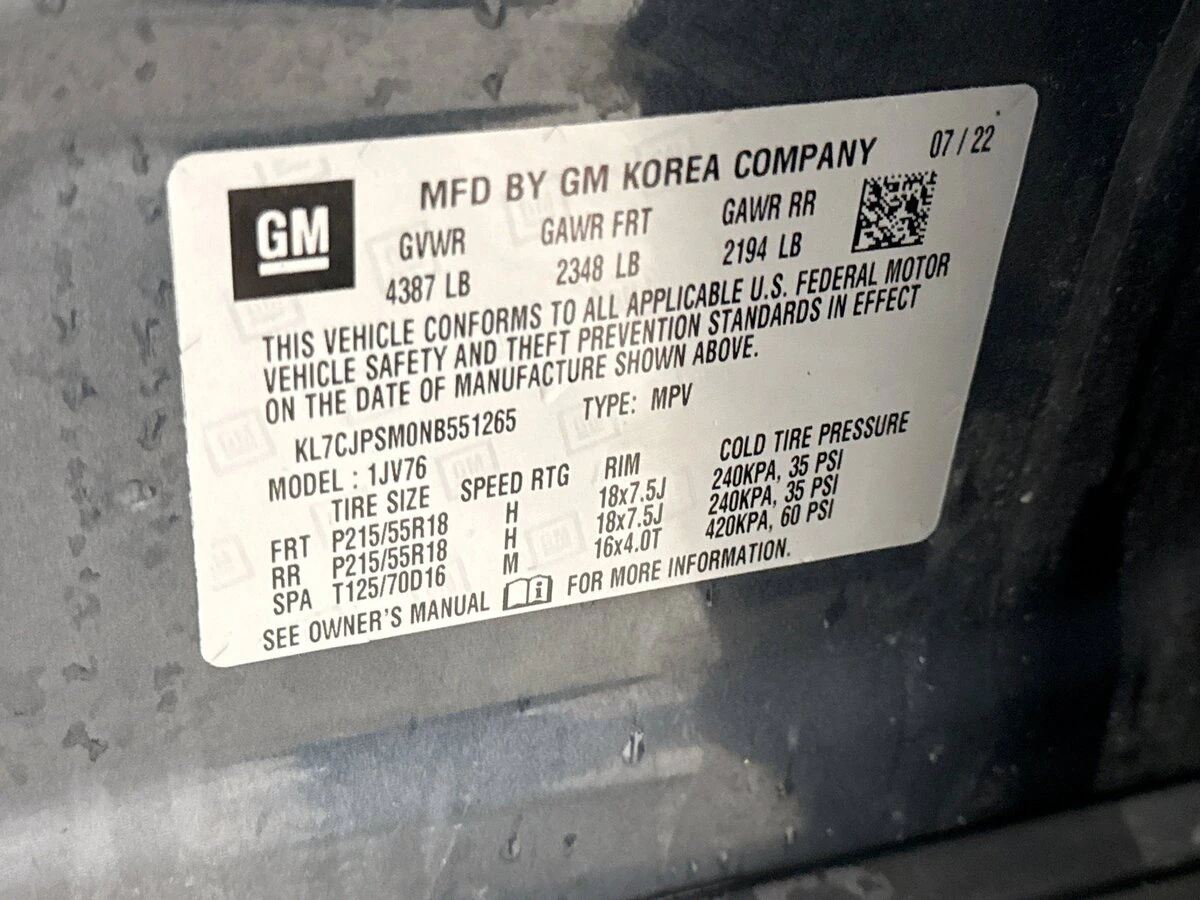 GM
MFD BY GM KOREA COMPANY 07/22
GVWR GAWR FRT GAWR RR
4387 LB 2348 LB 2194 LB
THIS VEHICLE CONFORMS TO ALL APPLICABLE U.S. FEDERAL MOTOR
VEHICLE SAFETY AND THEFT PREVENTION STANDARDS IN EFFECT
ON THE DATE OF MANUFACTURE SHOWN ABOVE.
KL7CJPSM0NB551265 TYPE: MPV
MODEL : 1JV76
TIRE SIZE SPEED RTG RIM COLD TIRE PRESSURE
FRT P215/55R18 H 18x7.5J 240KPA, 35 PSI
RR P215/55R18 H 18x7.5J 240KPA, 35 PSI
SPA T125/70D16 M 16x4.0T 420KPA, 60 PSI
SEE OWNER'S MANUAL i FOR MORE INFORMATION.